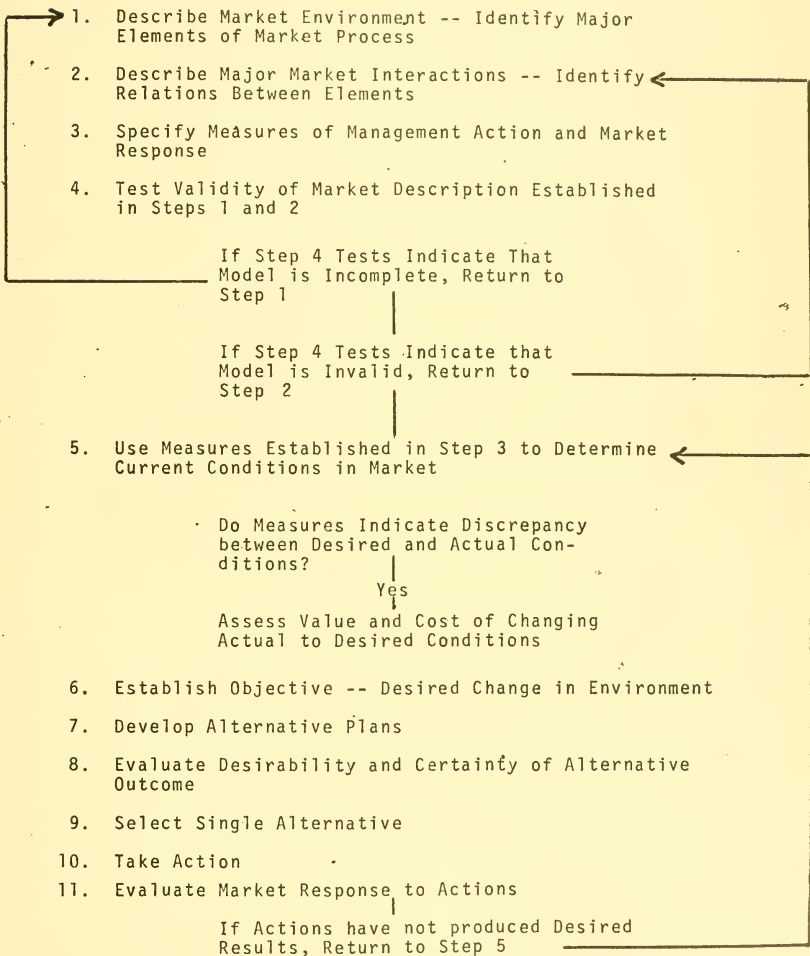 1. Describe Market Environment -- Identify Major
Elements of Market Process
2. Describe Major Market Interactions -- Identify
Relations Between Elements
3. Specify Measures of Management Action and Market
Response
4. Test Validity of Market Description Established
in Steps 1 and 2
If Step 4 Tests Indicate That
Model is Incomplete, Return to
Step 1
If Step 4 Tests Indicate that
Model is Invalid, Return to
Step 2
5. Use Measures Established in Step 3 to Determine
Current Conditions in Market
Do Measures Indicate Discrepancy
between Desired and Actual Con-
ditions?
Yes
Assess Value and Cost of Changing
Actual to Desired Conditions
6. Establish Objective -- Desired Change in Environment
7. Develop Alternative Plans
8. Evaluate Desirability and Certainty of Alternative
Outcome
9. Select Single Alternative
10. Take Action
11. Evaluate Market Response to Actions
If Actions have not produced Desired
Results, Return to Step 5